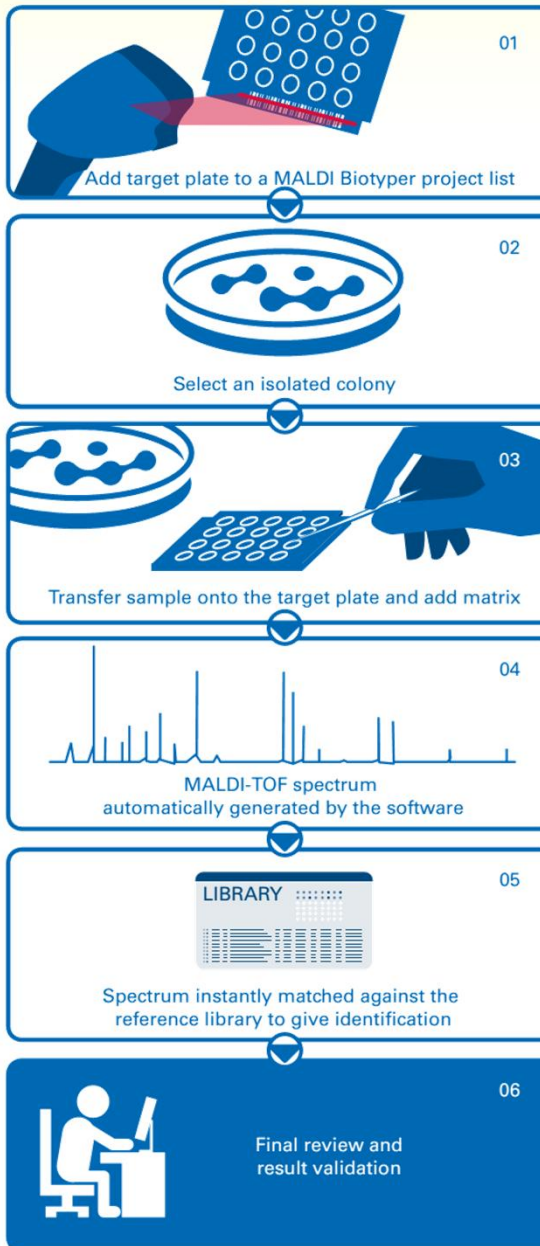 01
Add target plate to a MALDI Biotyper project list
02
Select an isolated colony
03
Transfer sample onto the target plate and add matrix
04
MALDI-TOF spectrum
automatically generated by the software
05
LIBRARY
Spectrum instantly matched against the
reference library to give identification
06
Final review and
result validation